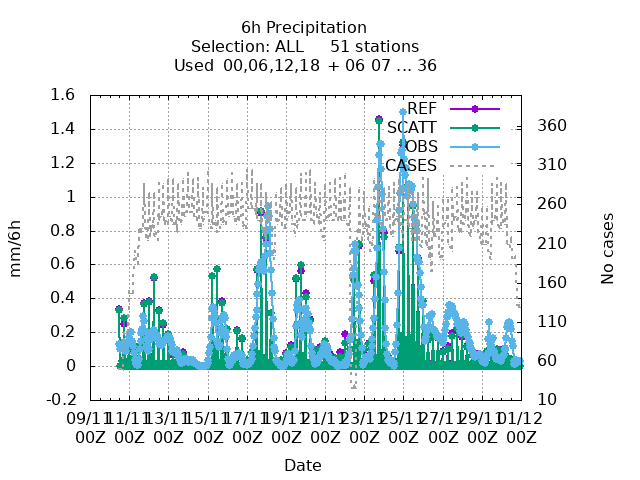 6h Precipitation
Selection: ALL 51 stations
Used 00,06,12,18 + 06 07 ... 36
REF
SCATT
OBS
CASES
1.6
1.4
1.2
1
0.8
0.6
0.4
0.2
0
-0.2
mm/6h
360
310
260
210
160
110
60
10
No cases
09/11 11/11 13/11 15/11 17/11 19/11 21/11 23/11 25/11 27/11 29/11 01/12
00Z 00Z 00Z 00Z 00Z 00Z 00Z 00Z 00Z 00Z 00Z 00Z
Date